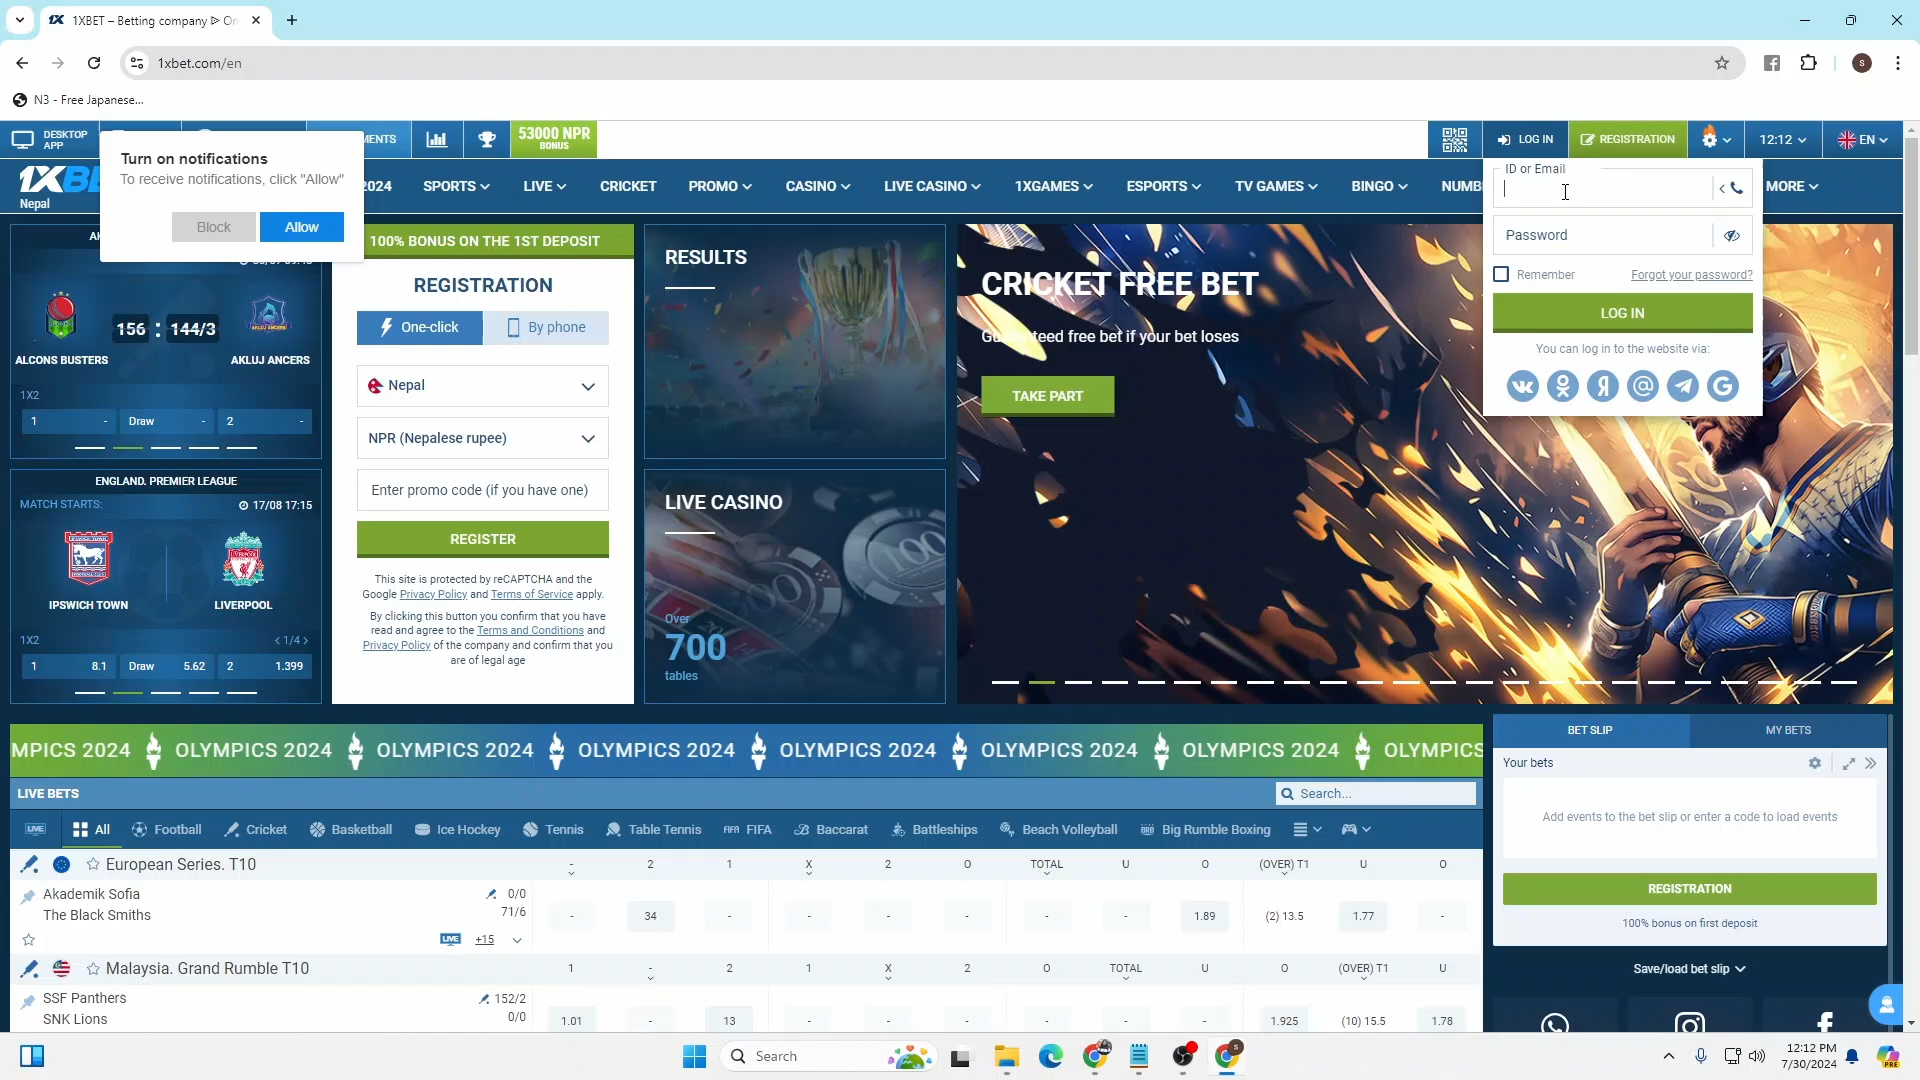 1XBET – Betting company ᐉ On
1xbet.com/en
S
N3 - Free Japanese...
DESKTOP
APP
MENTS
53000 NPR
BONUS
LOG IN
REGISTRATION
12:12
EN
Turn on notifications
To receive notifications, click "Allow"
Block
Allow
1XBE
Nepal
2024
SPORTS
LIVE
CRICKET
PROMO
CASINO
LIVE CASINO
1XGAMES
ESPORTS
TV GAMES
BINGO
NUMB
MORE
ID or Email
Password
Remember
Forgot your password?
LOG IN
You can log in to the website via:
156 : 144/3
ALCONS BUSTERS
AKLUJ ANCERS
1X2
1 -
Draw -
2 -
ENGLAND. PREMIER LEAGUE
MATCH STARTS:
17/08 17:15
IPSWICH TOWN
LIVERPOOL
1X2
< 1/4 >
1 8.1
Draw 5.62
2 1.399
100% BONUS ON THE 1ST DEPOSIT
REGISTRATION
One-click
By phone
Nepal
NPR (Nepalese rupee)
Enter promo code (if you have one)
REGISTER
This site is protected by reCAPTCHA and the
Google Privacy Policy and Terms of Service apply.
By clicking this button you confirm that you have
read and agree to the Terms and Conditions and
Privacy Policy of the company and confirm that you
are of legal age
RESULTS
LIVE CASINO
Over
700
tables
CRICKET FREE BET
Guaranteed free bet if your bet loses
TAKE PART
MPICS 2024 OLYMPICS 2024 OLYMPICS 2024 OLYMPICS 2024 OLYMPICS 2024 OLYMPICS 2024 OLYMPICS 2024 OLYMPICS
LIVE BETS
Search...
LIVE
All
Football
Cricket
Basketball
Ice Hockey
Tennis
Table Tennis
FIFA FIFA
Baccarat
Battleships
Beach Volleyball
Big Rumble Boxing
European Series. T10
- 2 1 X 2 O TOTAL U O (OVER) T1 U O
Akademik Sofia 0/0
The Black Smiths 71/6
- 34 - - - - - - 1.89 (2) 13.5 1.77 -
LIVE +15
Malaysia. Grand Rumble T10
1 - 2 1 X 2 O TOTAL U O (OVER) T1 U
SSF Panthers 152/2
SNK Lions 0/0
1.01 - 13 - - - - - - 1.925 (10) 15.5 1.78
BET SLIP
MY BETS
Your bets
Add events to the bet slip or enter a code to load events
REGISTRATION
100% bonus on first deposit
Save/load bet slip
Search
12:12 PM
7/30/2024
PRE